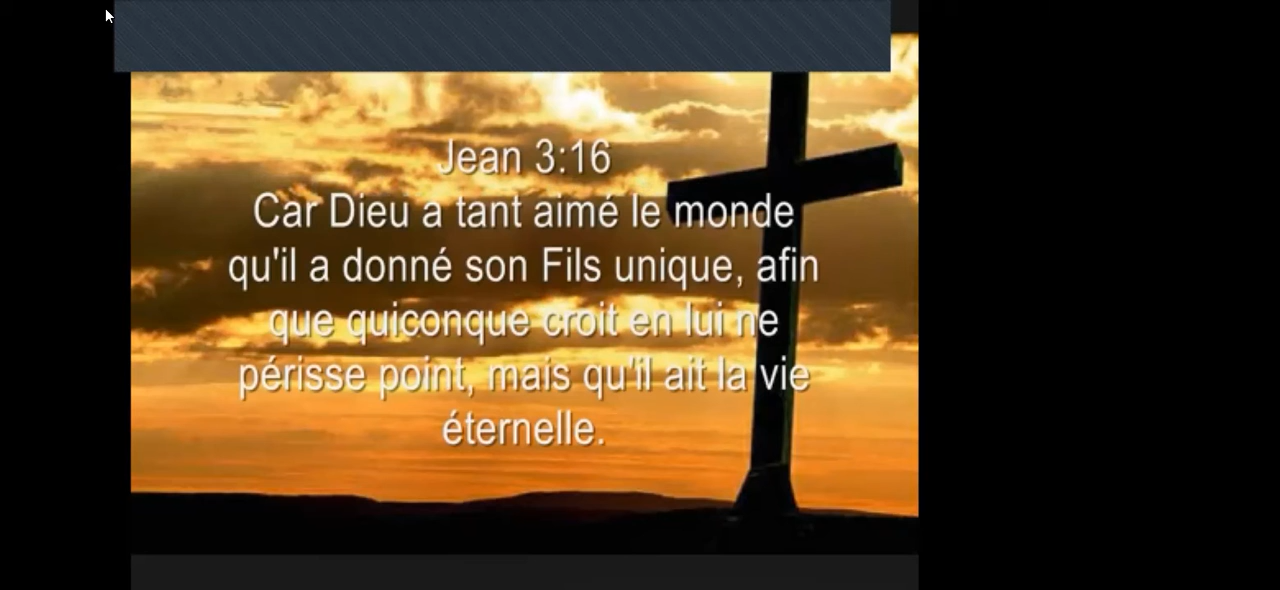 Jean 3:16
Car Dieu a tant aimé le monde
qu'il a donné son Fils unique, afin
que quiconque croit en lui ne
périsse point, mais qu'il ait la vie
éternelle.